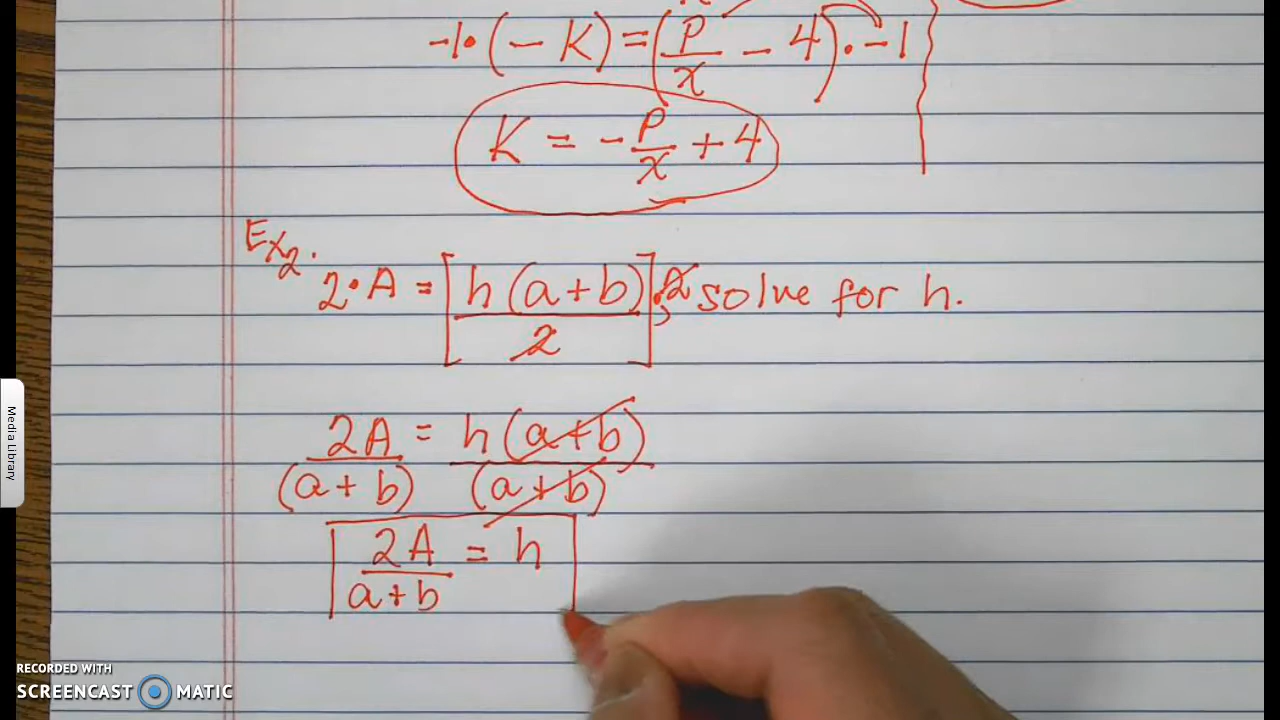 -1·(-K) = (P/x - 4)·-1
K = -P/x + 4
Ex2.
2·A = [h(a+b)/2]·2, solve for h.
2A/(a+b) = h(a+b)/(a+b)
2A/a+b = h
Media Library
RECORDED WITH
SCREENCAST MATIC